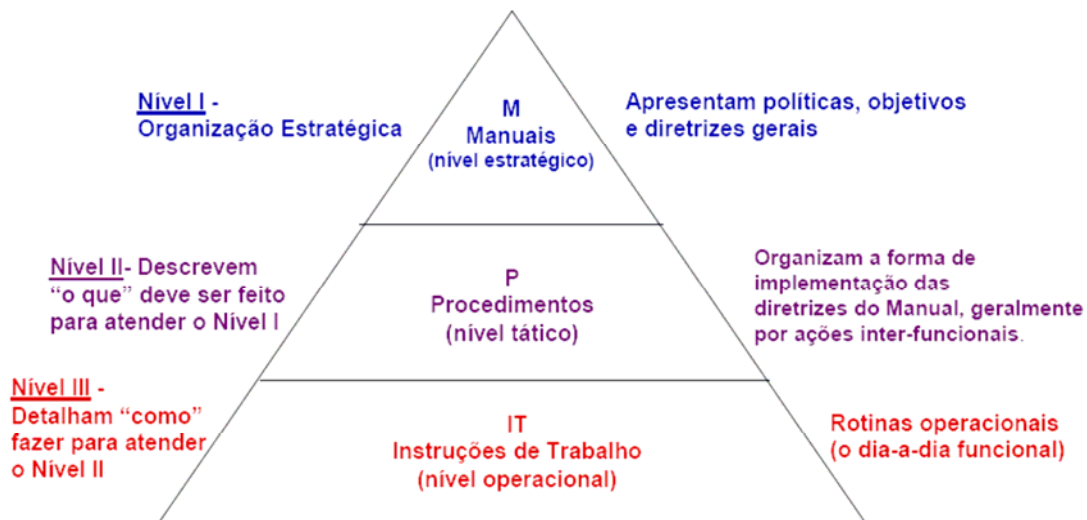 Nível I -
Organização Estratégica
M
Manuais
(nível estratégico)
Apresentam políticas, objetivos
e diretrizes gerais
Nível II- Descrevem
“o que” deve ser feito
para atender o Nível I
P
Procedimentos
(nível tático)
Organizam a forma de
implementação das
diretrizes do Manual, geralmente
por ações inter-funcionais.
Nível III -
Detalham “como”
fazer para atender
o Nível II
IT
Instruções de Trabalho
(nível operacional)
Rotinas operacionais
(o dia-a-dia funcional)